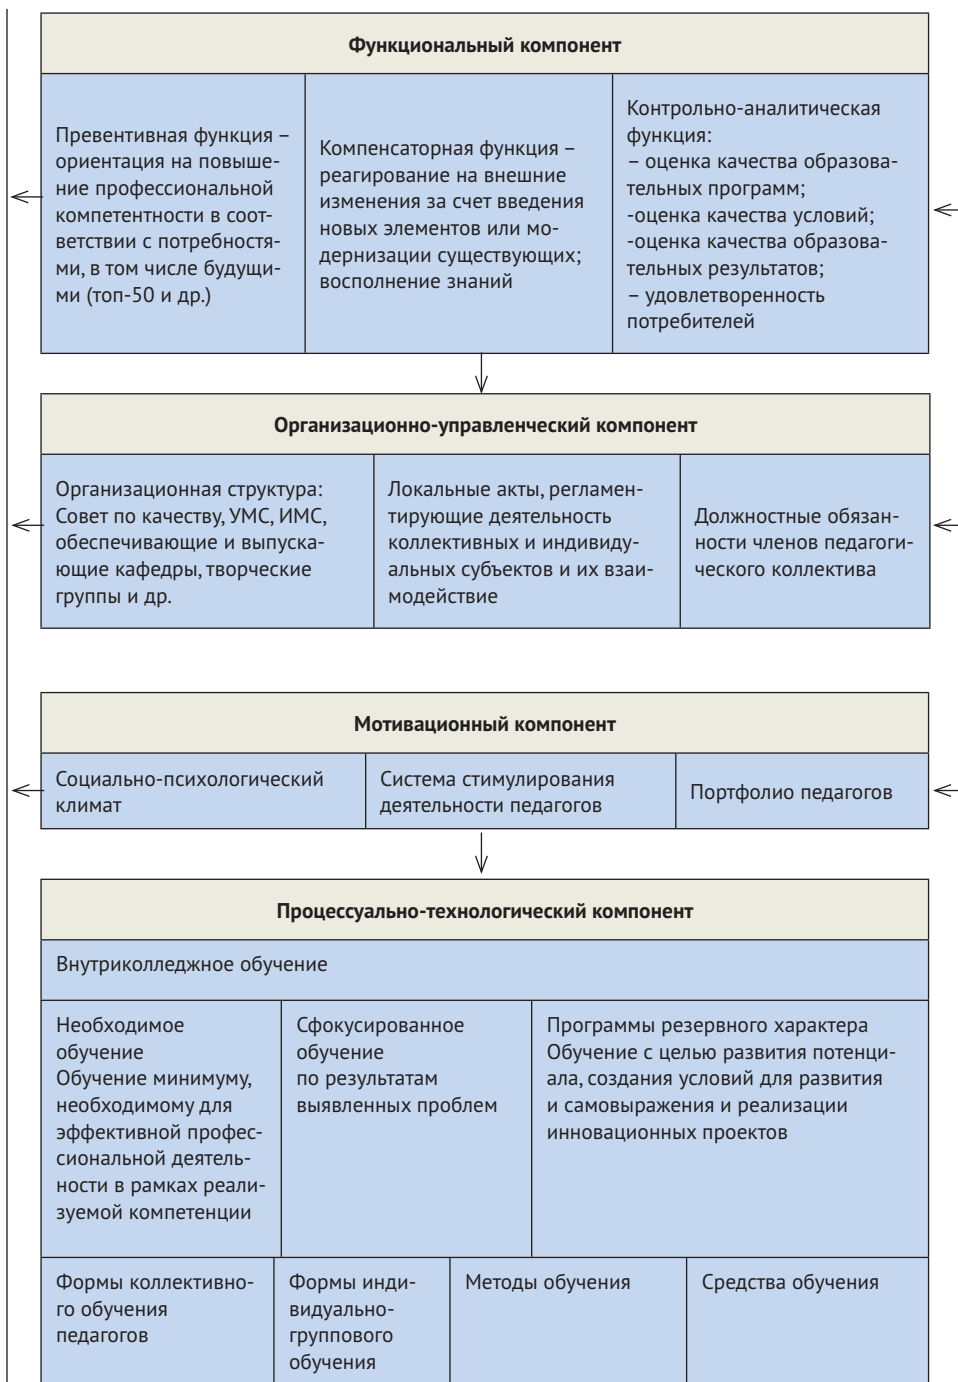 Функциональный компонент
Превентивная функция –
ориентация на повыше-
ние профессиональной
компетентности в соот-
ветствии с потребностя-
ми, в том числе будущи-
ми (топ-50 и др.)
Компенсаторная функция –
реагирование на внешние
изменения за счет введения
новых элементов или мо-
дернизации существующих;
восполнение знаний
Контрольно-аналитическая
функция:
– оценка качества образова-
тельных программ;
-оценка качества условий;
-оценка качества образова-
тельных результатов;
– удовлетворенность
потребителей
Организационно-управленческий компонент
Организационная структура:
Совет по качеству, УМС, ИМС,
обеспечивающие и выпуска-
ющие кафедры, творческие
группы и др.
Локальные акты, регламен-
тирующие деятельность
коллективных и индивиду-
альных субъектов и их взаи-
модействие
Должностные обязан-
ности членов педагоги-
ческого коллектива
Мотивационный компонент
Социально-психологический
климат
Система стимулирования
деятельности педагогов
Портфолио педагогов
Процессуально-технологический компонент
Внутриколледжное обучение
Необходимое
обучение
Обучение минимуму,
необходимому для
эффективной профес-
сиональной деятель-
ности в рамках реали-
зуемой компетенции
Сфокусированное
обучение
по результатам
выявленных проблем
Программы резервного характера
Обучение с целью развития потенци-
ала, создания условий для развития
и самовыражения и реализации
инновационных проектов
Формы коллективно-
го обучения
педагогов
Формы инди-
видуально-
группового
обучения
Методы обучения
Средства обучения